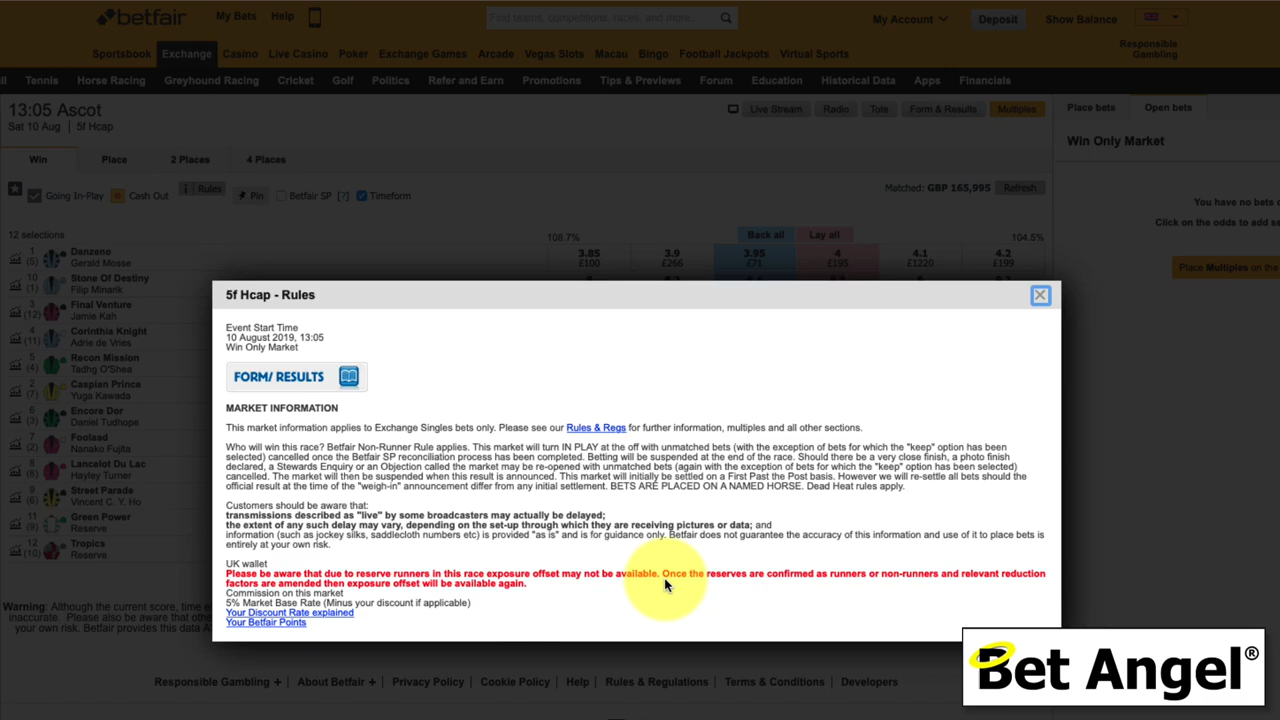 betfair
My Bets Help
Find teams, competitions, races, and more...
My Account Deposit Show Balance
Responsible Gambling
Sportsbook Exchange Casino Live Casino Poker Exchange Games Arcade Vegas Slots Macau Bingo Football Jackpots Virtual Sports
ll Tennis Horse Racing Greyhound Racing Cricket Golf Politics Refer and Earn Promotions Tips & Previews Forum Education Historical Data Apps Financials
13:05 Ascot
Sat 10 Aug | 5f Hcap
Live Stream Radio Tote Form & Results Multiples
Place bets Open bets
Win Only Market
Win Place 2 Places 4 Places
Going In-Play Cash Out Rules Pin Betfair SP [?] Timeform
Matched: GBP 165,995 Refresh
You have no bets
Click on the odds to add
Place Multiples on the
12 selections
108.7% Back all Lay all 104.5%
1 Danzeno 3.85 3.9 3.95 4 4.1 4.2
(5) Gerald Mosse £100 £266 £71 £195 £1220 £199
10 Stone Of Destiny
(1) Filip Minarik
3 Final Venture
(12) Jamie Kah
4 Corinthia Knight
(11) Adrie de Vries
5 Recon Mission
(4) Tadhg O'Shea
2 Caspian Prince
(7) Yuga Kawada
6 Encore Dor
(3) Daniel Tudhope
7 Foolaad
(2) Nanako Fujita
8 Lancelot Du Lac
Hayley Turner
6 Street Parade
Vincent C. Y. Ho
11 Green Power
(9) Reserve
12 Tropics
(10) Reserve
5f Hcap - Rules
Event Start Time
10 August 2019, 13:05
Win Only Market
FORM/ RESULTS
MARKET INFORMATION
This market information applies to Exchange Singles bets only. Please see our Rules & Regs for further information, multiples and all other sections.
Who will win this race? Betfair Non-Runner Rule applies. This market will turn IN PLAY at the off with unmatched bets (with the exception of bets for which the "keep" option has been
selected) cancelled once the Betfair SP reconciliation process has been completed. Betting will be suspended at the end of the race. Should there be a very close finish, a photo finish
declared, a Stewards Enquiry or an Objection called the market may be re-opened with unmatched bets (again with the exception of bets for which the "keep" option has been selected)
cancelled. The market will then be suspended when this result is announced. This market will initially be settled on a First Past the Post basis. However we will re-settle all bets should the
official result at the time of the "weigh-in" announcement differ from any initial settlement. BETS ARE PLACED ON A NAMED HORSE. Dead Heat rules apply.
Customers should be aware that:
transmissions described as "live" by some broadcasters may actually be delayed;
the extent of any such delay may vary, depending on the set-up through which they are receiving pictures or data; and
information (such as jockey silks, saddlecloth numbers etc) is provided "as is" and is for guidance only. Betfair does not guarantee the accuracy of this information and use of it to place bets is
entirely at your own risk.
UK wallet
Please be aware that due to reserve runners in this race exposure offset may not be available. Once the reserves are confirmed as runners or non-runners and relevant reduction
factors are amended then exposure offset will be available again.
Commission on this market
5% Market Base Rate (Minus your discount if applicable)
Your Discount Rate explained
Your Betfair Points
Warning: Although the current score, time e
inaccurate. Please also be aware that othe
your own risk. Betfair provides this data A
Responsible Gambling + About Betfair + Privacy Policy Cookie Policy Help Rules & Regulations Terms & Conditions Developers
Bet Angel®